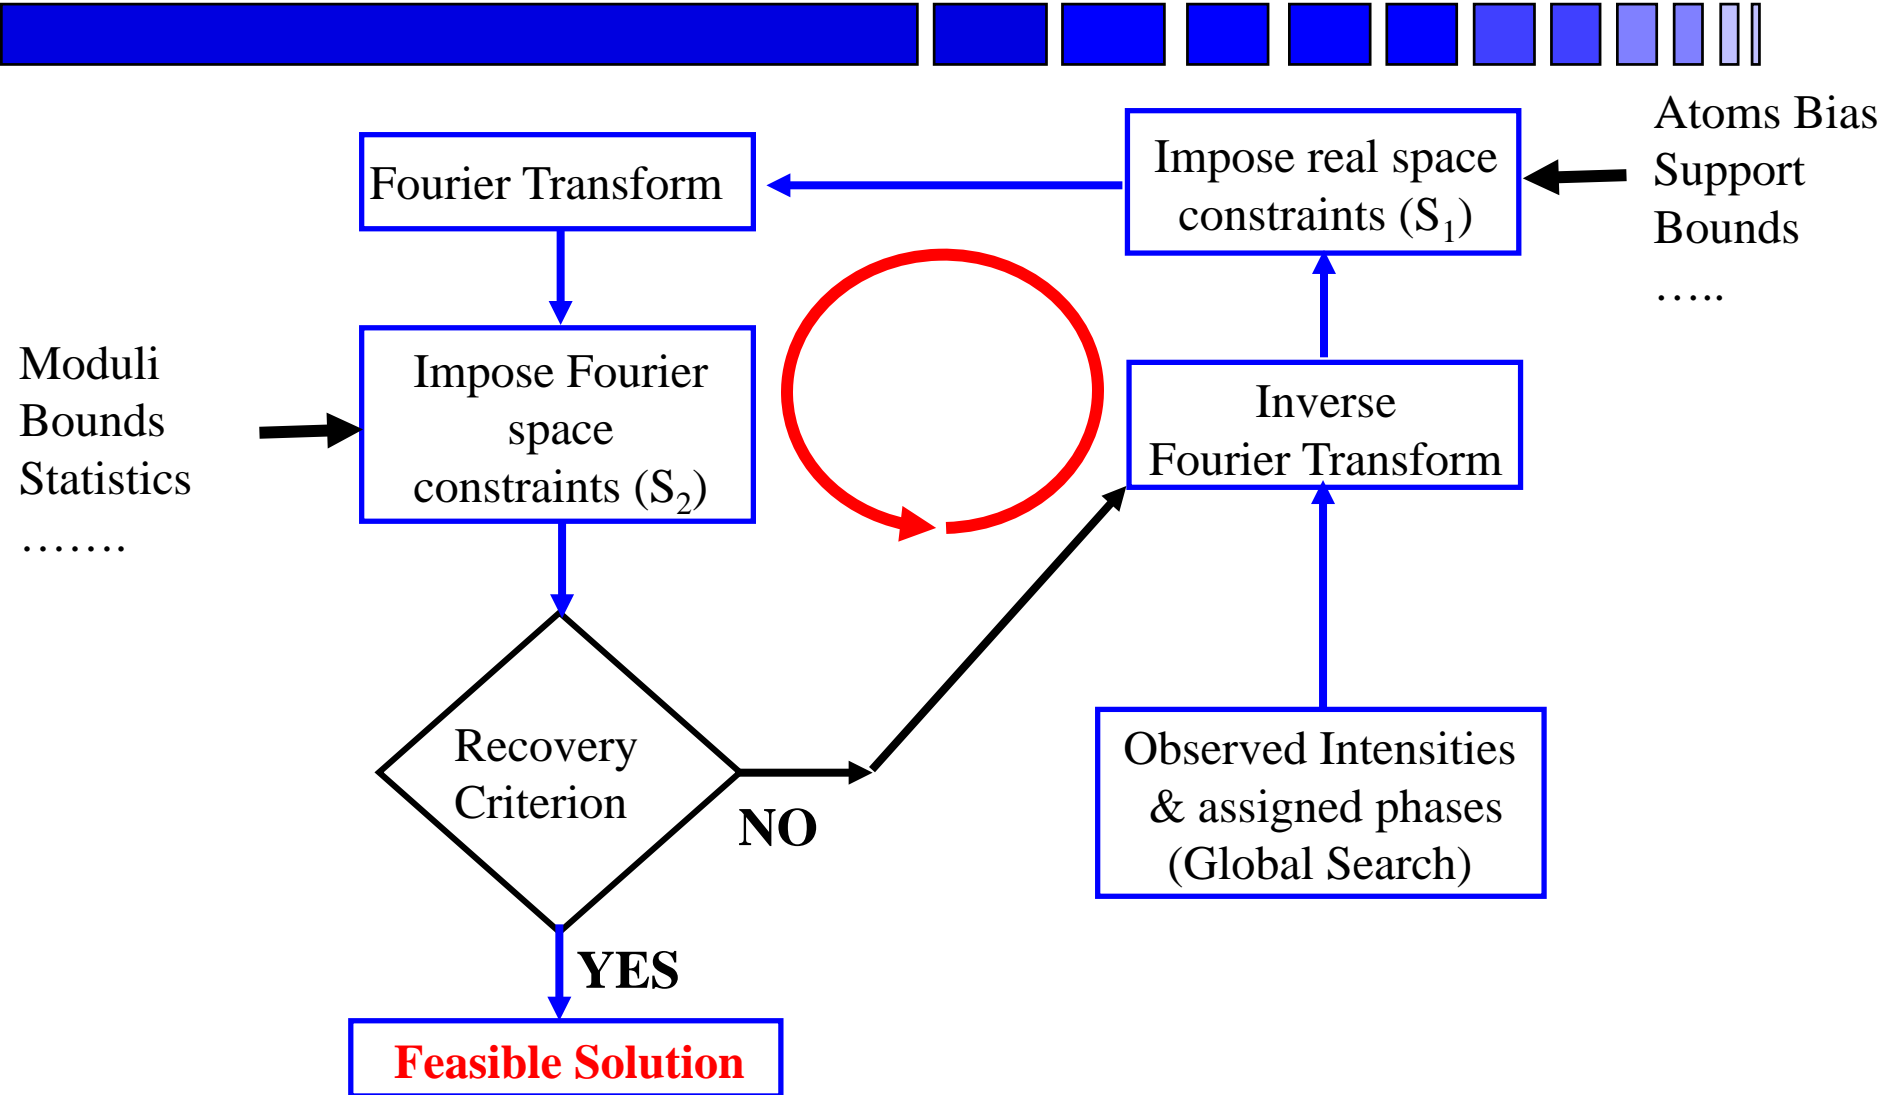 Fourier Transform
Impose real space
constraints (S₁)
Atoms Bias
Support
Bounds
…..
Moduli
Bounds
Statistics
…….
Impose Fourier
space
constraints (S₂)
Inverse
Fourier Transform
Recovery
Criterion
NO
Observed Intensities
& assigned phases
(Global Search)
YES
Feasible Solution